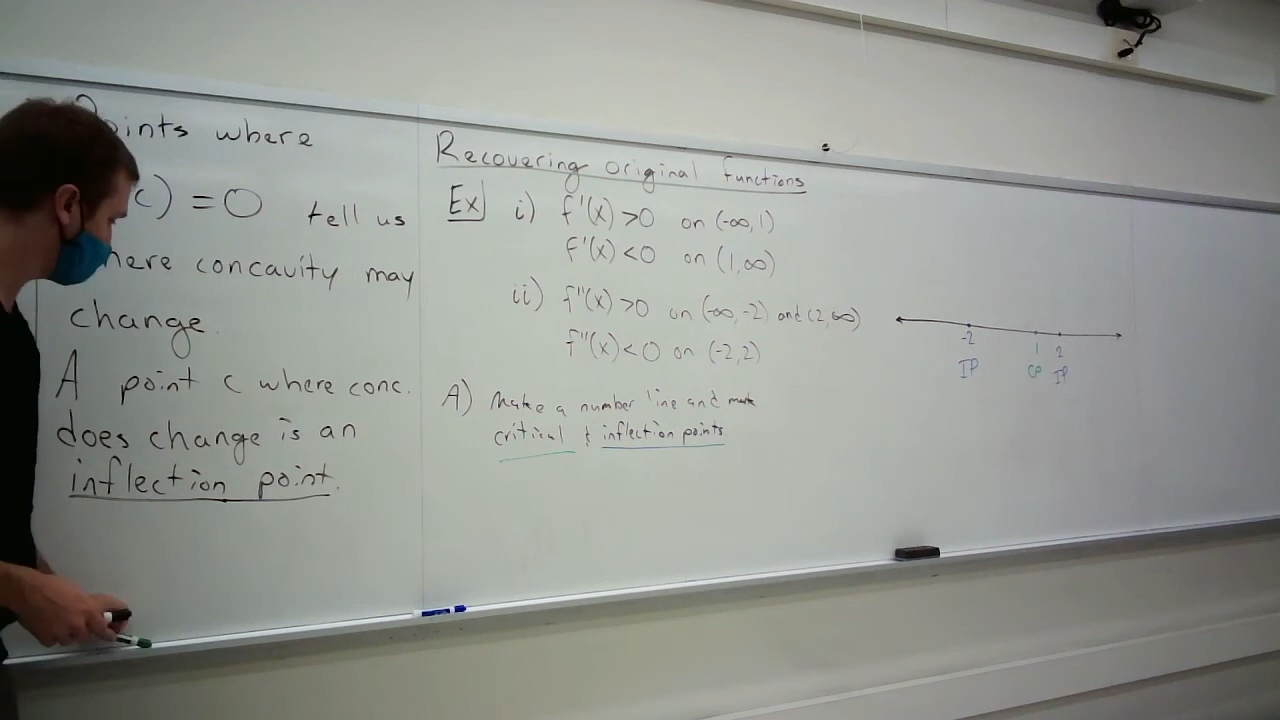 Points where
c) = 0 tell us
here concavity may
change.
A point c where conc.
does change is an
inflection point.
Recovering original functions
Ex i) f'(x) > 0 on (-∞, 1)
f'(x) < 0 on (1, ∞)
ii) f''(x) > 0 on (-∞, -2) and (2, ∞)
f''(x) < 0 on (-2, 2)
A) Make a number line and mark
critical & inflection points
-2 1 2
IP CP IP